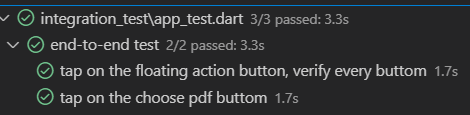 integration_test\app_test.dart 3/3 passed: 3.3s
end-to-end test 2/2 passed: 3.3s
tap on the floating action button, verify every buttom 1.7s
tap on the choose pdf buttom 1.7s